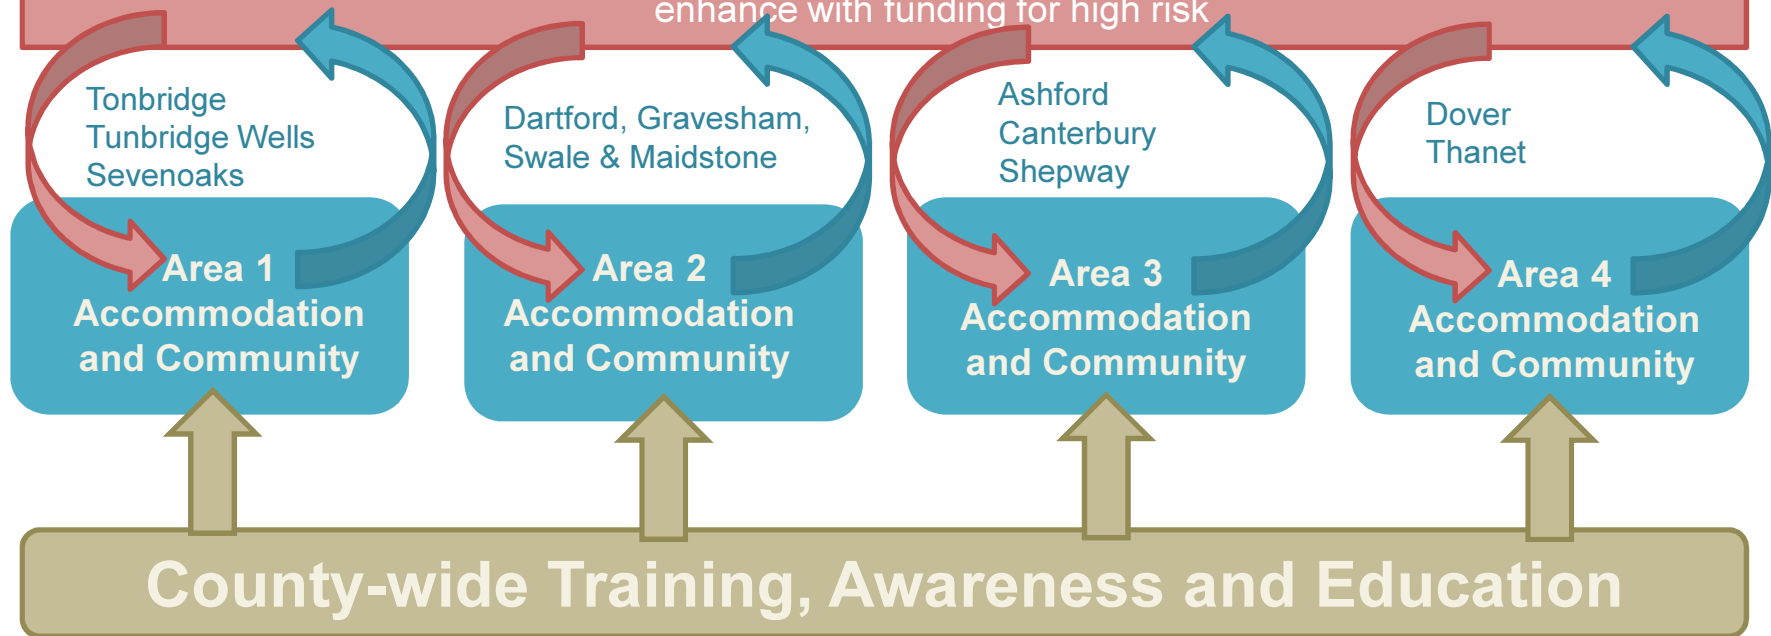 enhance with funding for high risk
Tonbridge
Tunbridge Wells
Sevenoaks
Dartford, Gravesham,
Swale & Maidstone
Ashford
Canterbury
Shepway
Dover
Thanet
Area 1
Accommodation
and Community
Area 2
Accommodation
and Community
Area 3
Accommodation
and Community
Area 4
Accommodation
and Community
County-wide Training, Awareness and Education